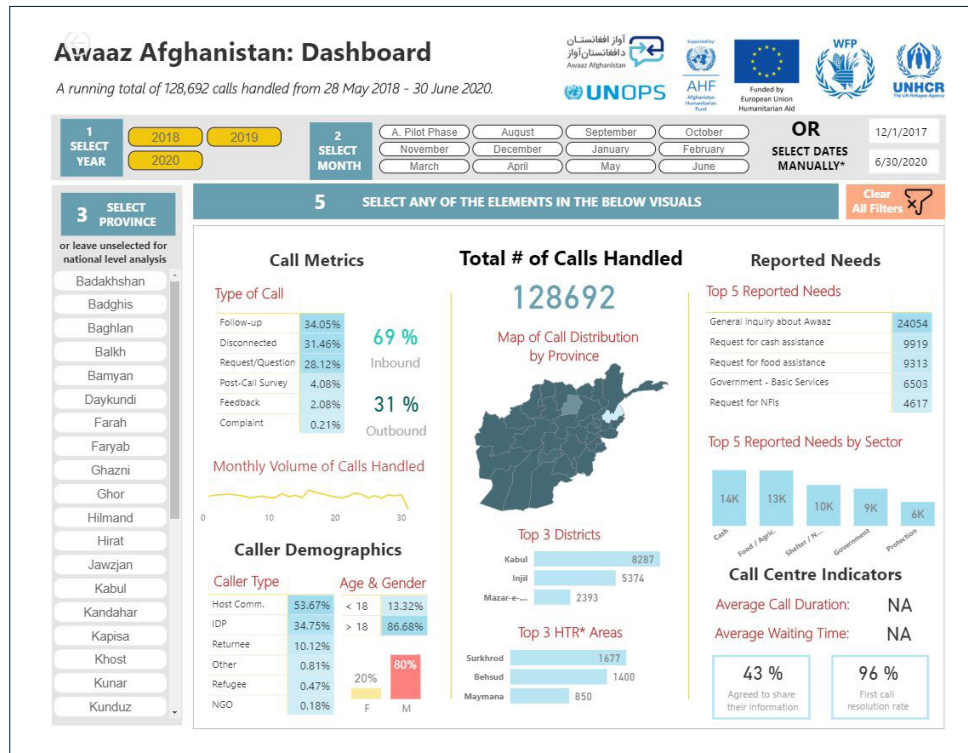 Awaaz Afghanistan: Dashboard
A running total of 128,692 calls handled from 28 May 2018 - 30 June 2020.
آواز افغانستان
د افغانستان آواز
Awaaz Afghanistan
UNOPS
Supported by:
AHF
Afghanistan
Humanitarian
Fund
Funded by
European Union
Humanitarian Aid
WFP
UNHCR
The UN Refugee Agency
1
SELECT
YEAR
2018
2019
2020
2
SELECT
MONTH
A. Pilot Phase
August
September
October
November
December
January
February
March
April
May
June
OR
SELECT DATES
MANUALLY*
12/1/2017
6/30/2020
3 SELECT
PROVINCE
or leave unselected for
national level analysis
Badakhshan
Badghis
Baghlan
Balkh
Bamyan
Daykundi
Farah
Faryab
Ghazni
Ghor
Hilmand
Hirat
Jawzjan
Kabul
Kandahar
Kapisa
Khost
Kunar
Kunduz
5 SELECT ANY OF THE ELEMENTS IN THE BELOW VISUALS
Clear
All Filters
Call Metrics
Type of Call
Follow-up 34.05%
Disconnected 31.46%
Request/Question 28.12%
Post-Call Survey 4.08%
Feedback 2.08%
Complaint 0.21%
69 %
Inbound
31 %
Outbound
Monthly Volume of Calls Handled
0 10 20 30
Caller Demographics
Caller Type
Host Comm. 53.67%
IDP 34.75%
Returnee 10.12%
Other 0.81%
Refugee 0.47%
NGO 0.18%
Age & Gender
< 18 13.32%
> 18 86.68%
20% 80%
F M
Total # of Calls Handled
128692
Map of Call Distribution
by Province
Top 3 Districts
Kabul 8287
Injil 5374
Mazar-e-... 2393
Top 3 HTR* Areas
Surkhrod 1677
Behsud 1400
Maymana 850
Reported Needs
Top 5 Reported Needs
General inquiry about Awaaz 24054
Request for cash assistance 9919
Request for food assistance 9313
Government - Basic Services 6503
Request for NFIs 4617
Top 5 Reported Needs by Sector
14K 13K 10K 9K 6K
Cash Food / Agric. Shelter / N... Government Protection
Call Centre Indicators
Average Call Duration: NA
Average Waiting Time: NA
43 %
Agreed to share
their information
96 %
First call
resolution rate